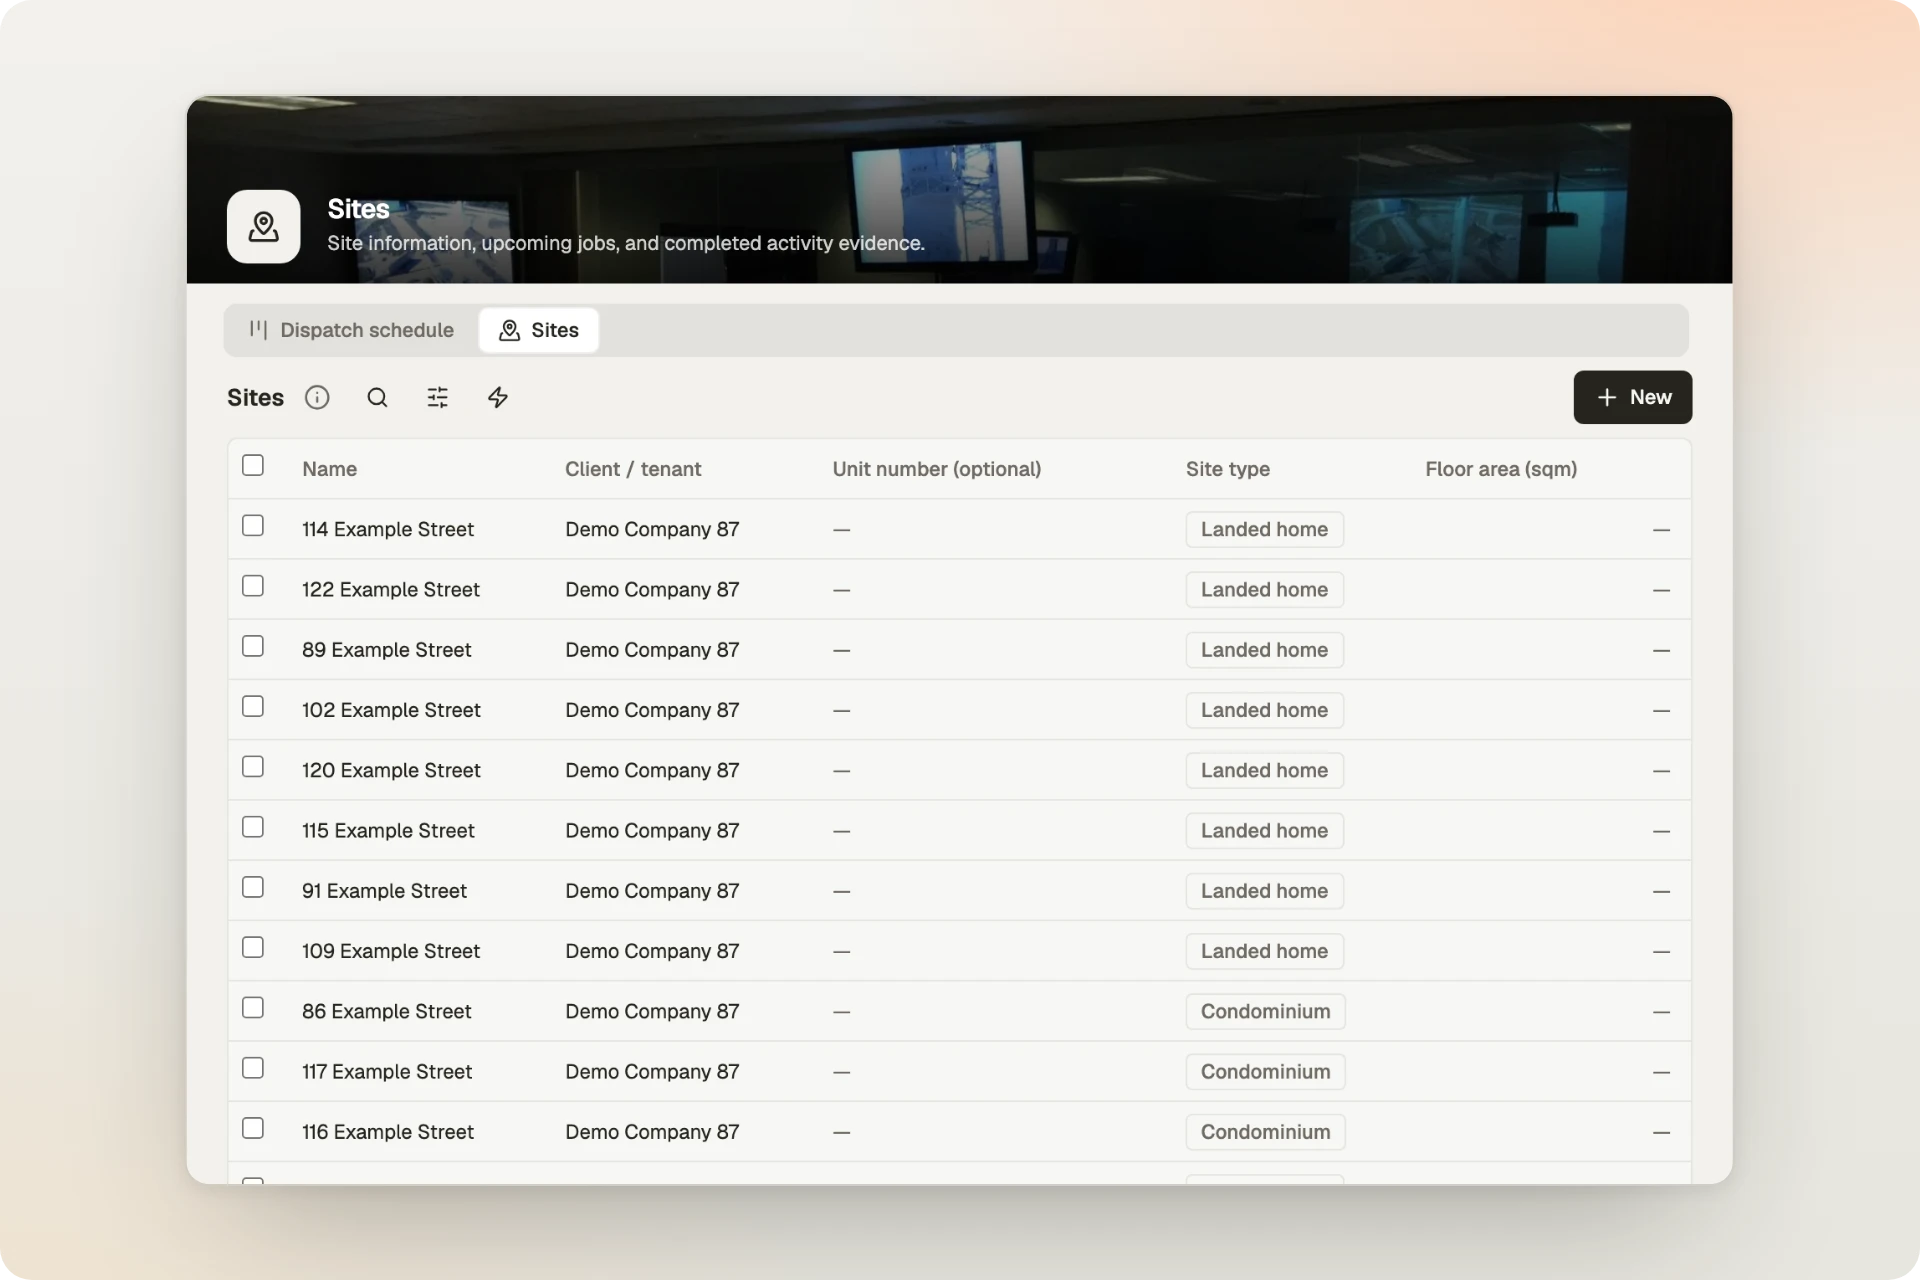 Sites
Site information, upcoming jobs, and completed activity evidence.
Dispatch schedule Sites
Sites New
Name Client / tenant Unit number (optional) Site type Floor area (sqm)
114 Example Street Demo Company 87 — Landed home —
122 Example Street Demo Company 87 — Landed home —
89 Example Street Demo Company 87 — Landed home —
102 Example Street Demo Company 87 — Landed home —
120 Example Street Demo Company 87 — Landed home —
115 Example Street Demo Company 87 — Landed home —
91 Example Street Demo Company 87 — Landed home —
109 Example Street Demo Company 87 — Landed home —
86 Example Street Demo Company 87 — Condominium —
117 Example Street Demo Company 87 — Condominium —
116 Example Street Demo Company 87 — Condominium —